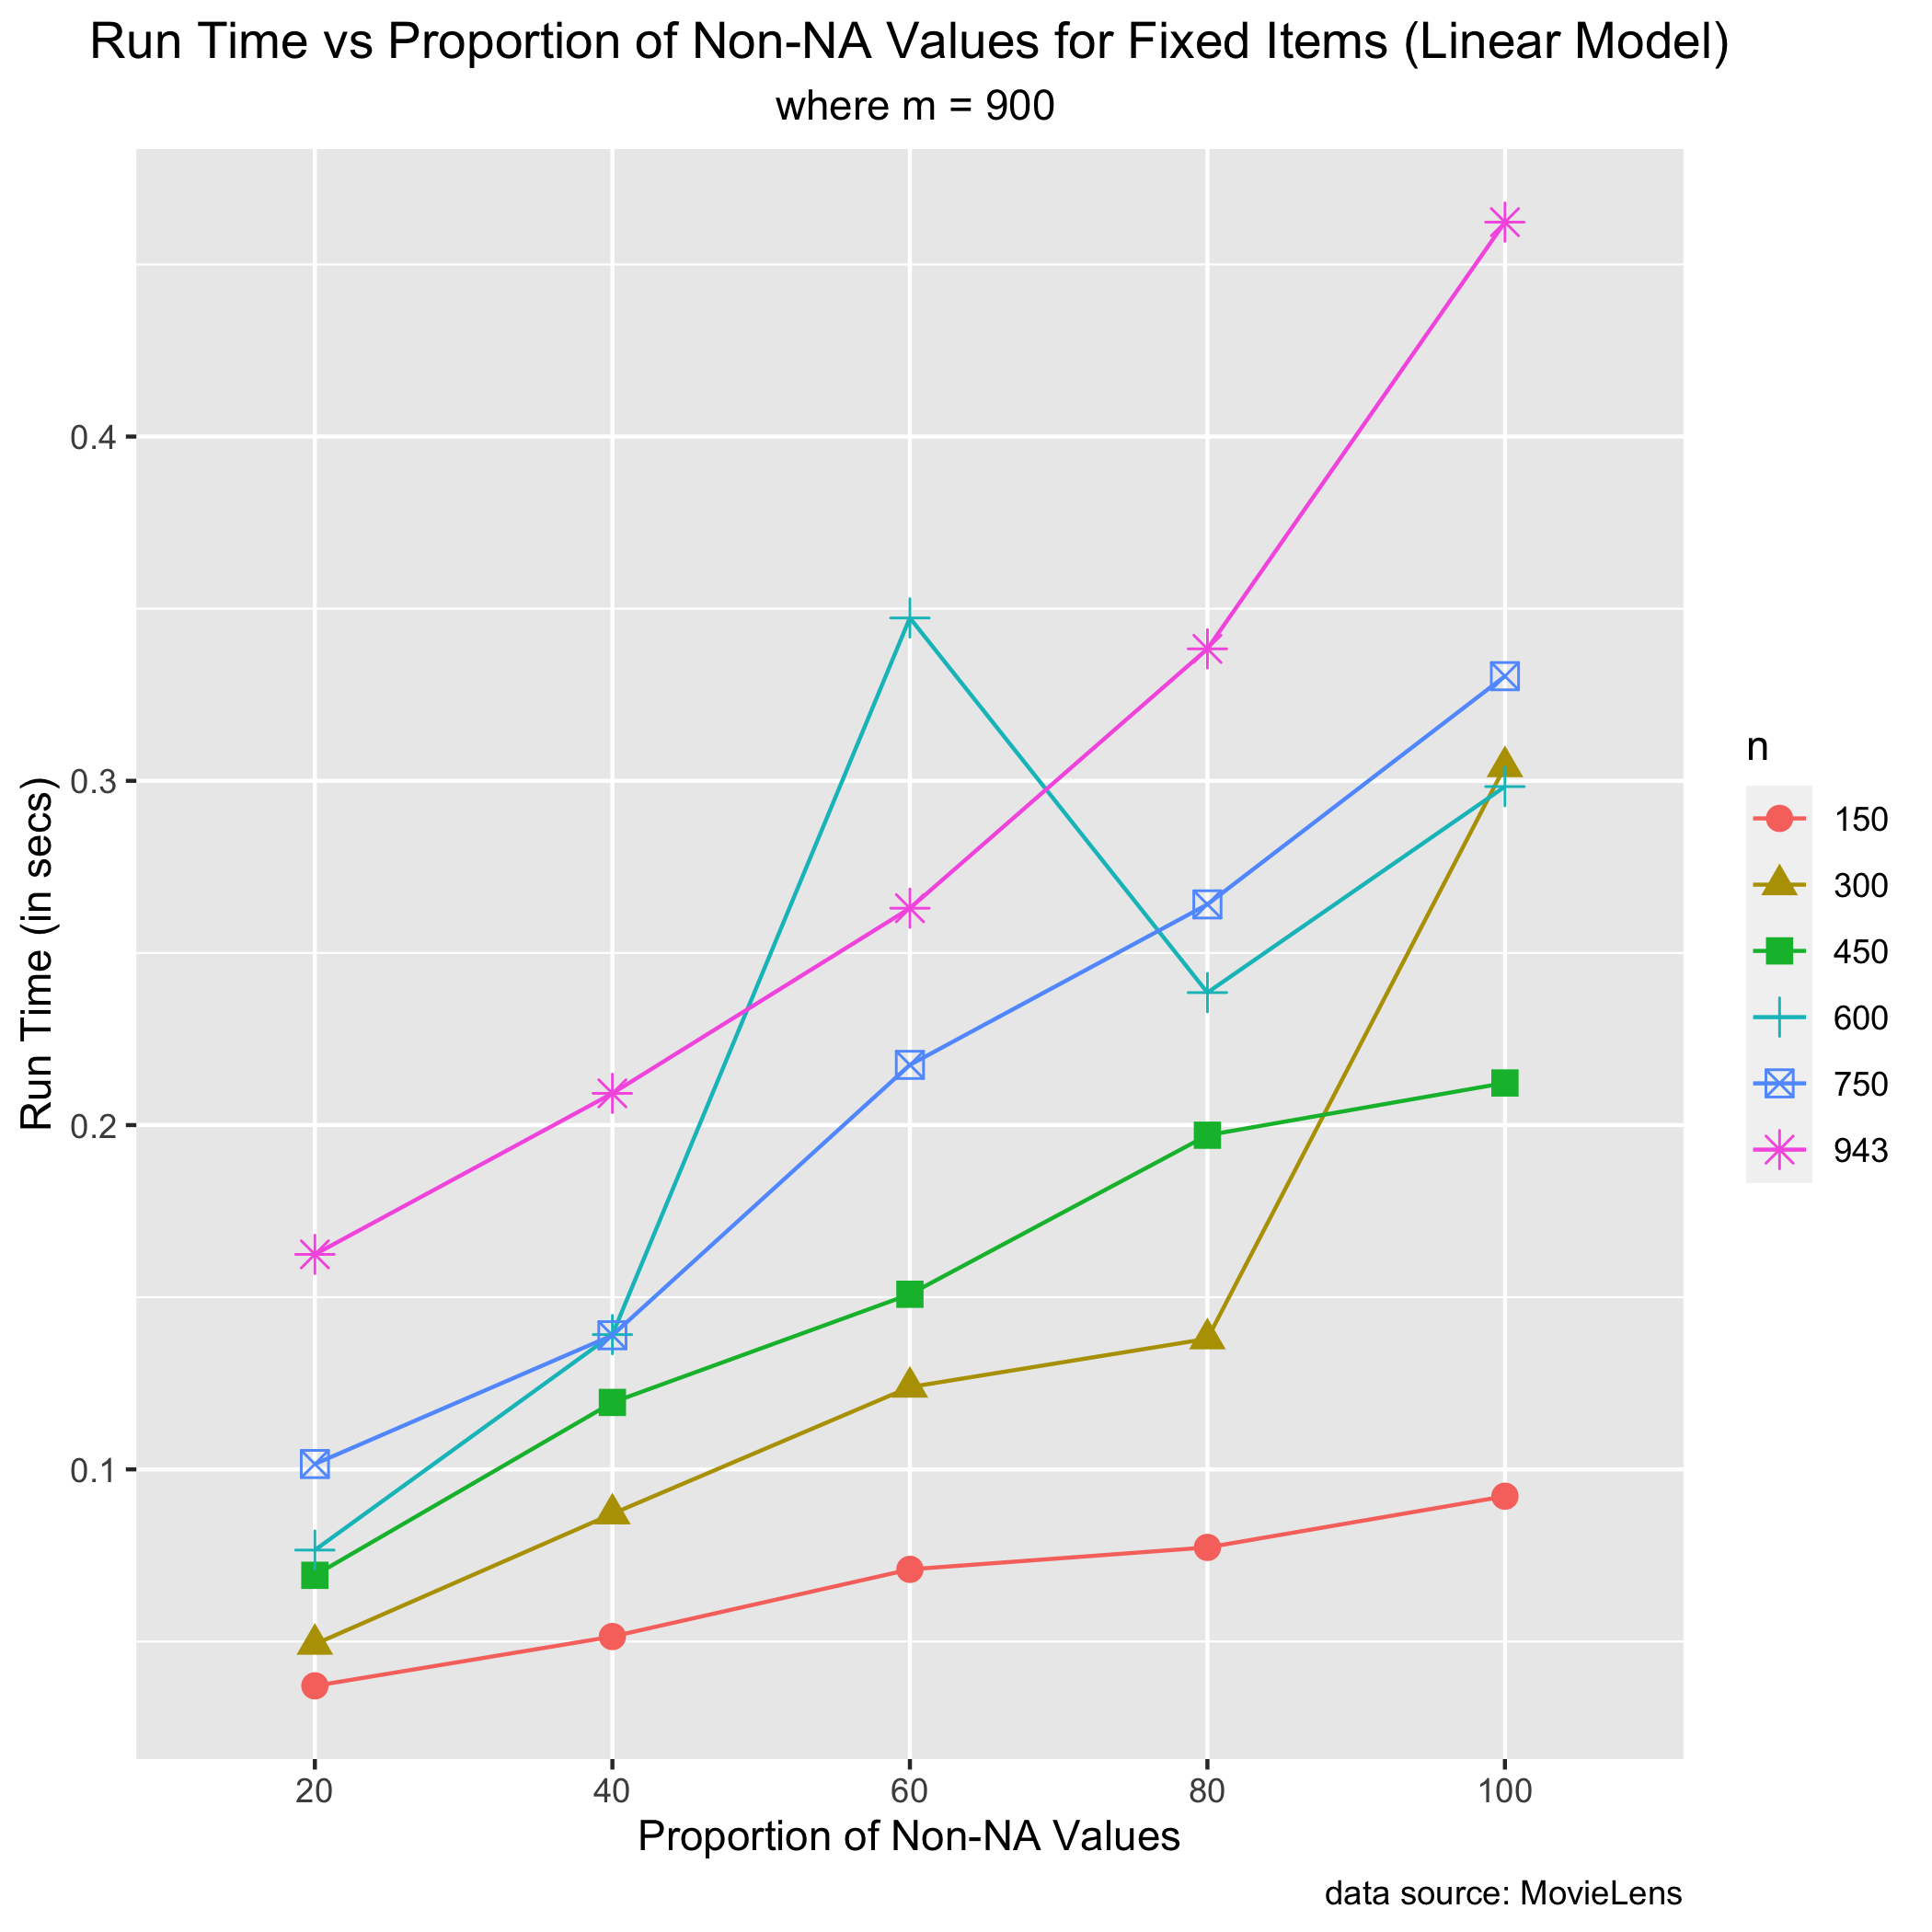 Run Time vs Proportion of Non-NA Values for Fixed Items (Linear Model)
where m = 900
Run Time (in secs)
0.4
0.3
0.2
0.1
20 40 60 80 100
Proportion of Non-NA Values
n
150
300
450
600
750
943
data source: MovieLens